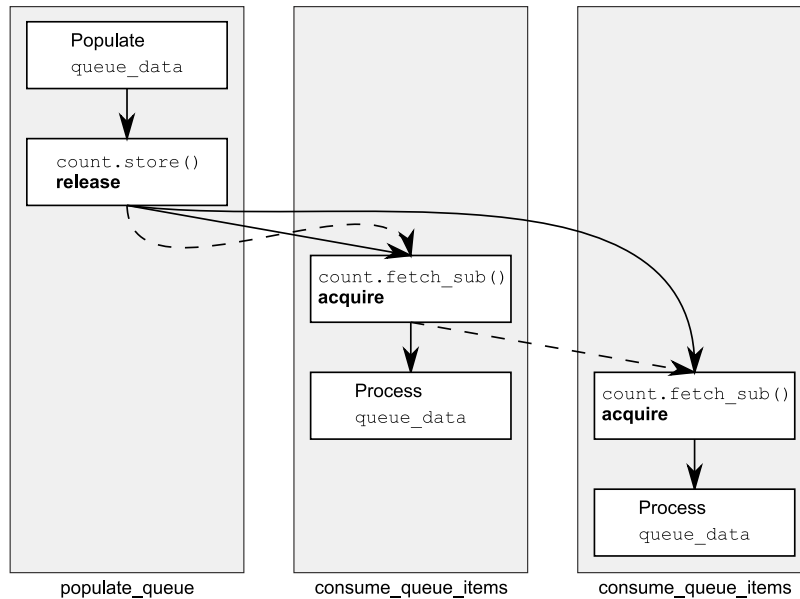 Populate
queue_data
count.store()
release
count.fetch_sub()
acquire
Process
queue_data
count.fetch_sub()
acquire
Process
queue_data
populate_queue
consume_queue_items
consume_queue_items